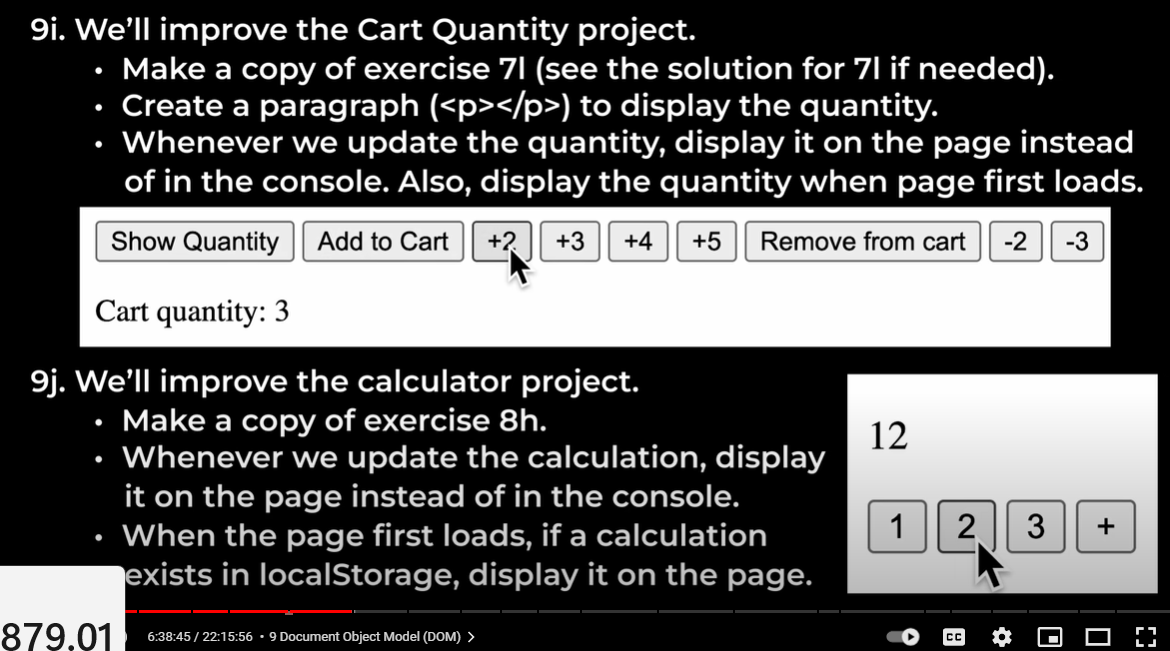 9i. We'll improve the Cart Quantity project.
• Make a copy of exercise 7l (see the solution for 7l if needed).
• Create a paragraph (<p></p>) to display the quantity.
• Whenever we update the quantity, display it on the page instead
of in the console. Also, display the quantity when page first loads.
Show Quantity Add to Cart +2 +3 +4 +5 Remove from cart -2 -3
Cart quantity: 3
9j. We'll improve the calculator project.
• Make a copy of exercise 8h.
• Whenever we update the calculation, display
it on the page instead of in the console.
• When the page first loads, if a calculation
exists in localStorage, display it on the page.
12
1 2 3 +
879.01
6:38:45 / 22:15:56 • 9 Document Object Model (DOM) >
CC